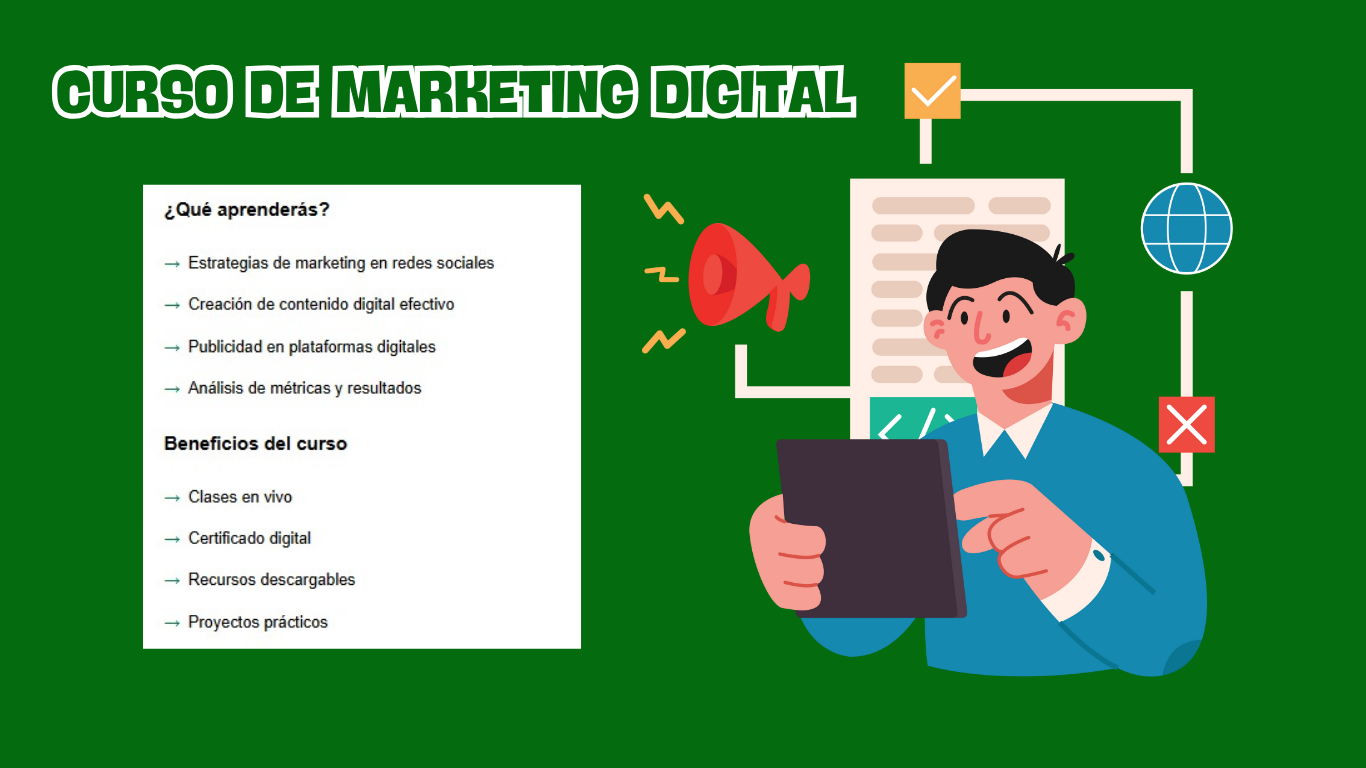 CURSO DE MARKETING DIGITAL
¿Qué aprenderás?
→ Estrategias de marketing en redes sociales
→ Creación de contenido digital efectivo
→ Publicidad en plataformas digitales
→ Análisis de métricas y resultados
Beneficios del curso
→ Clases en vivo
→ Certificado digital
→ Recursos descargables
→ Proyectos prácticos